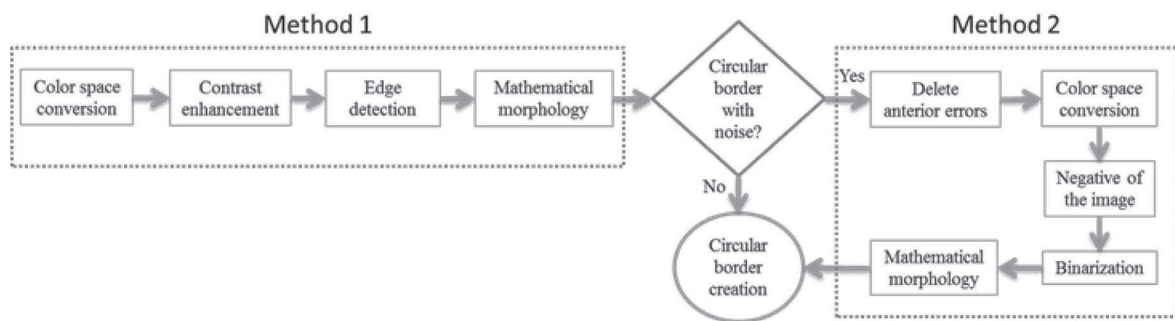 Method 1
Color space
conversion
Contrast
enhancement
Edge
detection
Mathematical
morphology
Circular
border
with
noise?
Yes
No
Method 2
Delete
anterior errors
Color space
conversion
Negative of
the image
Binarization
Mathematical
morphology
Circular
border
creation